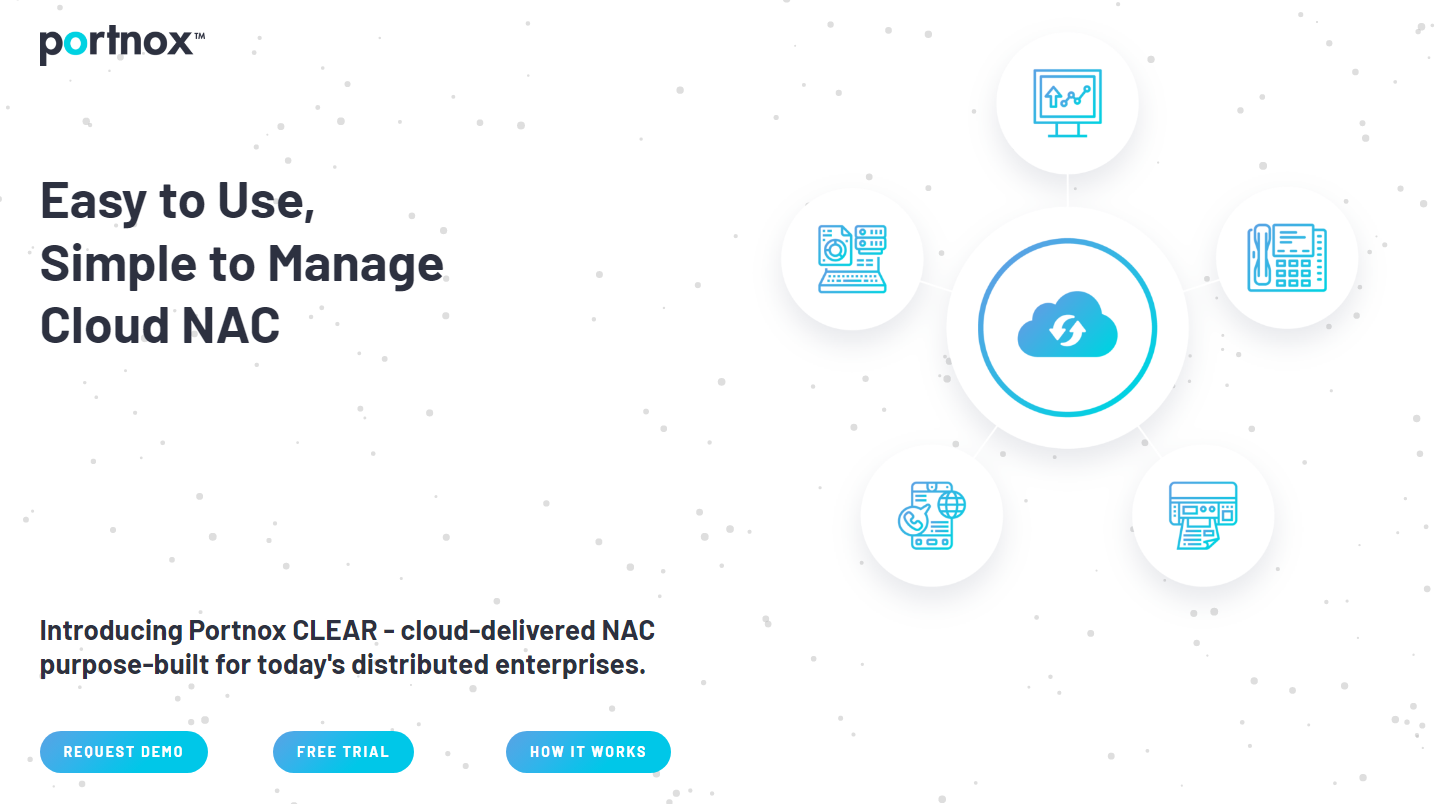 portnox™
Easy to Use,
Simple to Manage
Cloud NAC
Introducing Portnox CLEAR - cloud-delivered NAC
purpose-built for today's distributed enterprises.
REQUEST DEMO
FREE TRIAL
HOW IT WORKS